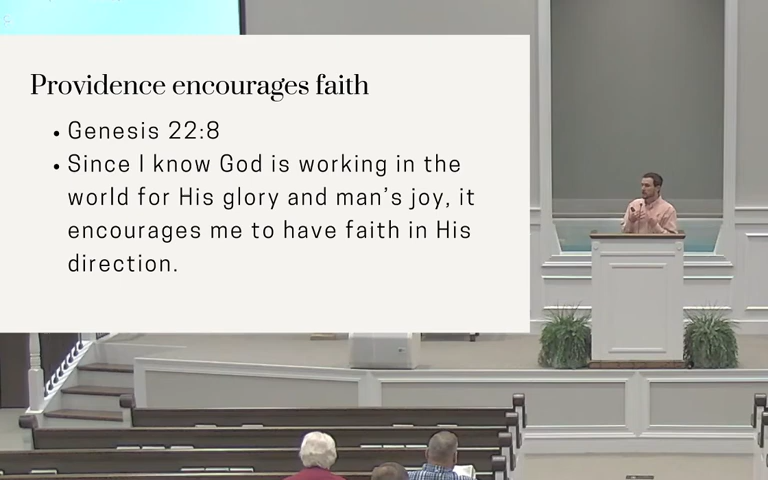 Providence encourages faith
• Genesis 22:8
• Since I know God is working in the
world for His glory and man's joy, it
encourages me to have faith in His
direction.